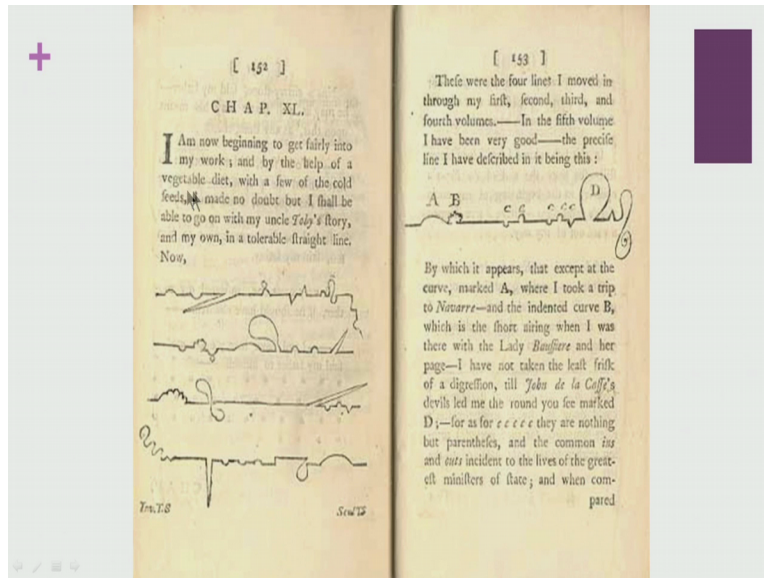 +
[ 152 ]
CHAP. XL.
I Am now beginning to get fairly into
my work ; and by the help of a
vegetable diet, with a few of the cold
ſeeds, made no doubt but I ſhall be
able to go on with my uncle Toby's ſtory,
and my own, in a tolerable ſtraight line.
Now,
Inv. T. S
Scul TS
[ 153 ]
Theſe were the four lines I moved in
through my firſt, ſecond, third, and
fourth volumes.——In the fifth volume
I have been very good——the preciſe
line I have deſcribed in it being this :
A B c c c c c D
By which it appears, that except at the
curve, marked A, where I took a trip
to Navarre—and the indented curve B,
which is the ſhort airing when I was
there with the Lady Bauſſiere and her
page—I have not taken the leaſt friſk
of a digreſſion, till John de la Caſſe's
devils led me the round you ſee marked
D ;—for as for c c c c c they are nothing
but parentheſes, and the common ins
and outs incident to the lives of the great-
eſt miniſters of ſtate ; and when com-
pared